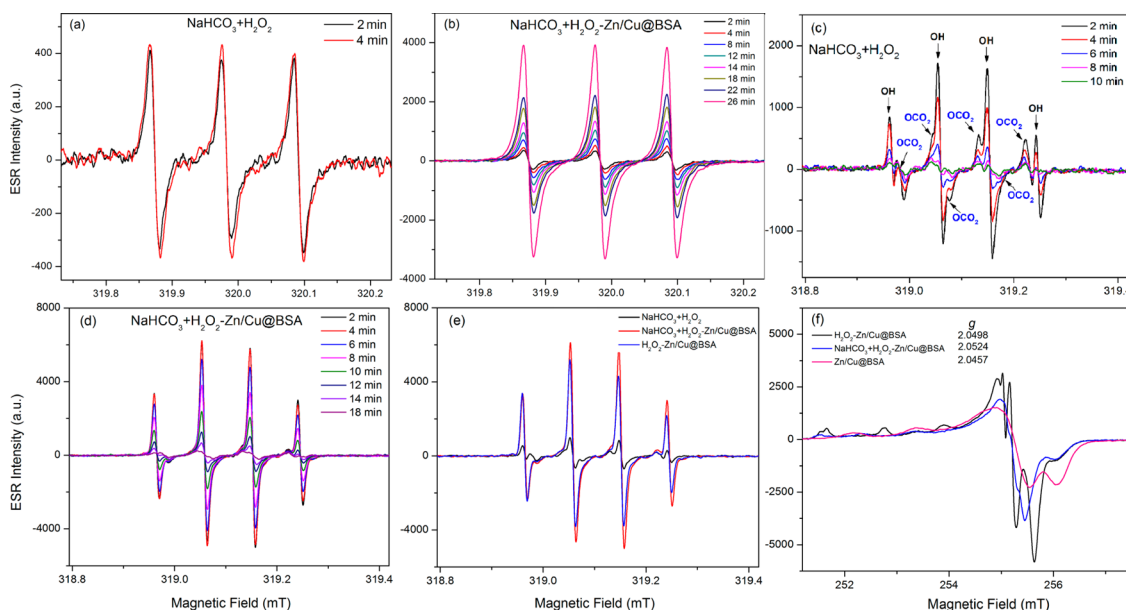 (a)
NaHCO₃+H₂O₂
2 min
4 min
400
200
0
-200
-400
319.8
319.9
320.0
320.1
320.2
ESR Intensity (a.u.)
(b)
NaHCO₃+H₂O₂-Zn/Cu@BSA
2 min
4 min
8 min
12 min
14 min
18 min
22 min
26 min
4000
2000
0
-2000
-4000
319.8
319.9
320.0
320.1
320.2
(c)
NaHCO₃+H₂O₂
2 min
4 min
6 min
8 min
10 min
OH
OH
OH
OH
OCO₂
OCO₂
OCO₂
OCO₂
OCO₂
OCO₂
2000
1000
0
-1000
318.8
319.0
319.2
319.4
(d)
NaHCO₃+H₂O₂-Zn/Cu@BSA
2 min
4 min
6 min
8 min
10 min
12 min
14 min
18 min
8000
4000
0
-4000
318.8
319.0
319.2
319.4
ESR Intensity (a.u.)
Magnetic Field (mT)
(e)
NaHCO₃+H₂O₂
NaHCO₃+H₂O₂-Zn/Cu@BSA
H₂O₂-Zn/Cu@BSA
8000
4000
0
-4000
318.8
319.0
319.2
319.4
Magnetic Field (mT)
(f)
g
H₂O₂-Zn/Cu@BSA 2.0498
NaHCO₃+H₂O₂-Zn/Cu@BSA 2.0524
Zn/Cu@BSA 2.0457
5000
2500
0
-2500
-5000
252
254
256
Magnetic Field (mT)